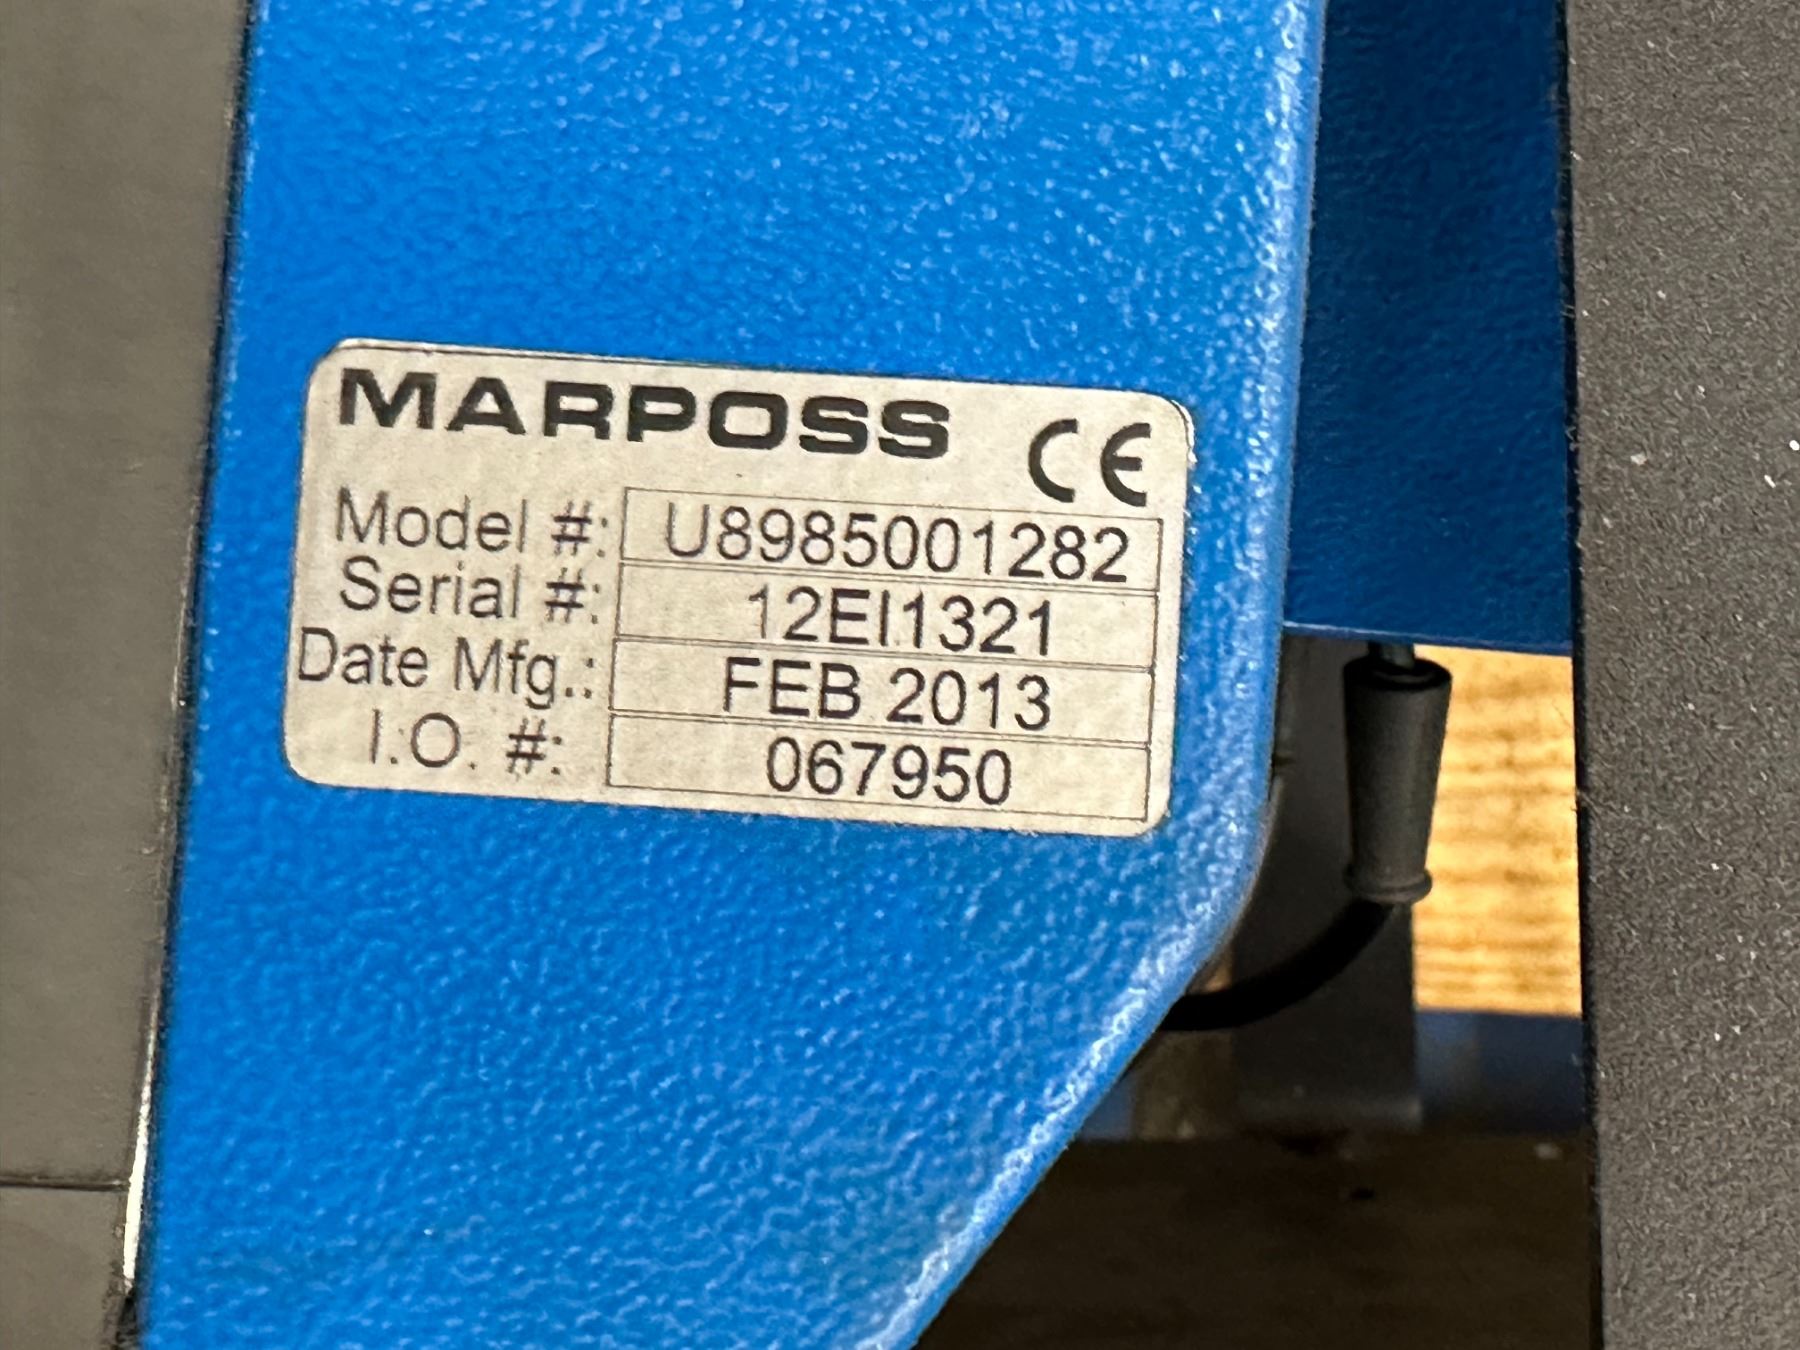 MARPOSS CE
Model #: U8985001282
Serial #: 12EI1321
Date Mfg.: FEB 2013
I.O. #: 067950